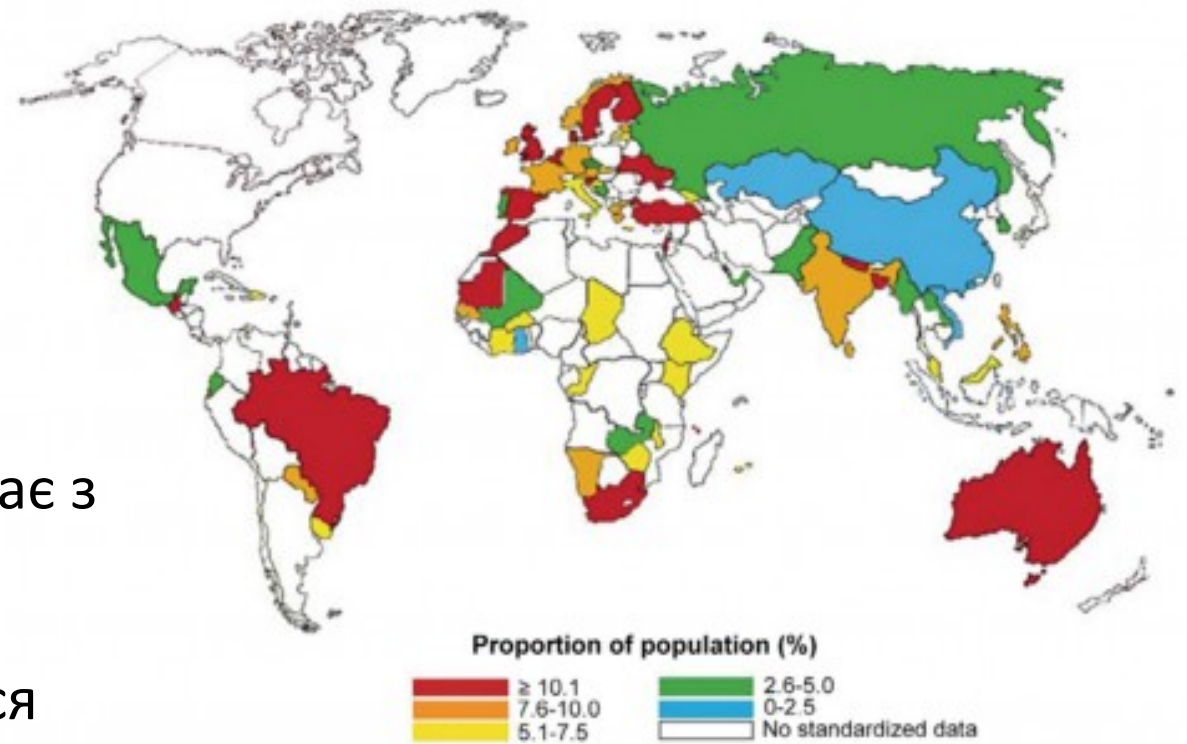 ає з
ся
Proportion of population (%)
≥ 10.1
7.6-10.0
5.1-7.5
2.6-5.0
0-2.5
No standardized data